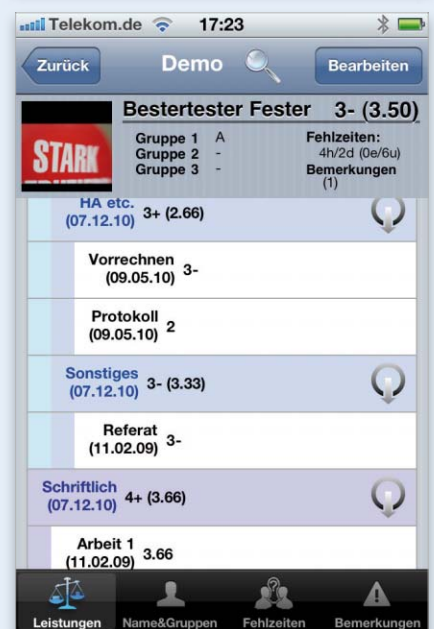 Telekom.de 17:23
Zurück Demo Bearbeiten
Bestertester Fester 3- (3.50)
STARK
Gruppe 1 A
Gruppe 2 -
Gruppe 3 -
Fehlzeiten:
4h/2d (0e/6u)
Bemerkungen
(1)
HA etc.
(07.12.10) 3+ (2.66)
Vorrechnen
(09.05.10) 3-
Protokoll
(09.05.10) 2
Sonstiges
(07.12.10) 3- (3.33)
Referat
(11.02.09) 3-
Schriftlich
(07.12.10) 4+ (3.66)
Arbeit 1
(11.02.09) 3.66
Leistungen Name&Gruppen Fehlzeiten Bemerkungen